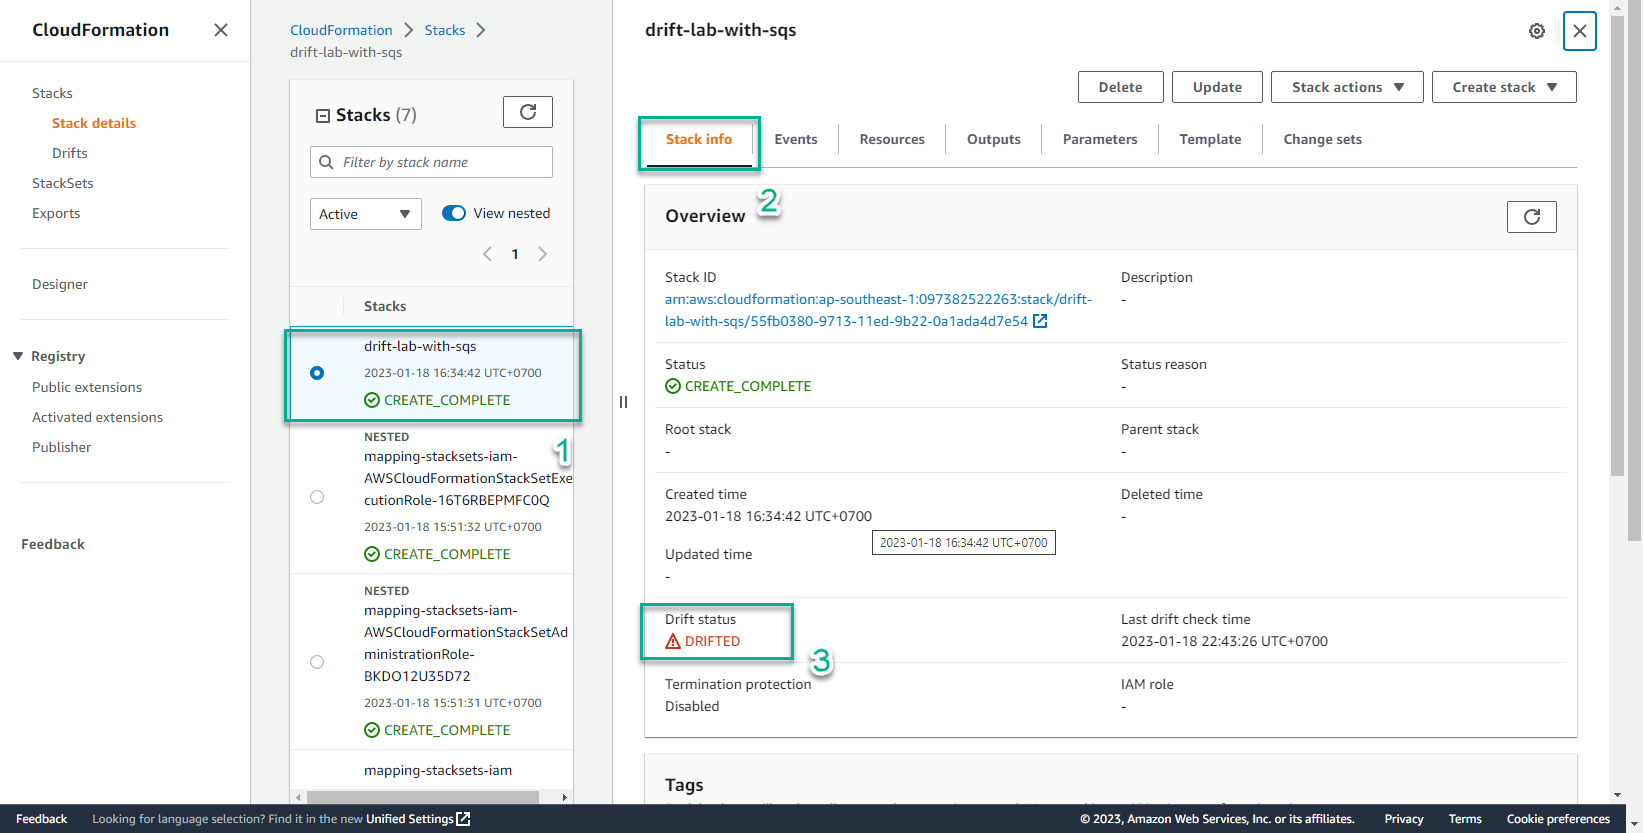 CloudFormation
Stacks
Stack details
Drifts
StackSets
Exports
Designer
Registry
Public extensions
Activated extensions
Publisher
Feedback
CloudFormation
Stacks
drift-lab-with-sqs
Stacks (7)
Filter by stack name
Active
View nested
1
Stacks
drift-lab-with-sqs
2023-01-18 16:34:42 UTC+0700
CREATE_COMPLETE
1
NESTED
mapping-stacksets-iam-
AWSCloudFormationStackSetExe
cutionRole-16T6RBEPMFC0Q
2023-01-18 15:51:32 UTC+0700
CREATE_COMPLETE
NESTED
mapping-stacksets-iam-
AWSCloudFormationStackSetAd
ministrationRole-
BKDO12U35D72
2023-01-18 15:51:31 UTC+0700
CREATE_COMPLETE
mapping-stacksets-iam
drift-lab-with-sqs
Delete
Update
Stack actions
Create stack
Stack info
Events
Resources
Outputs
Parameters
Template
Change sets
2
Overview
Stack ID
arn:aws:cloudformation:ap-southeast-1:097382522263:stack/drift-
lab-with-sqs/55fb0380-9713-11ed-9b22-0a1ada4d7e54
Description
-
Status
CREATE_COMPLETE
Status reason
-
Root stack
-
Parent stack
-
Created time
2023-01-18 16:34:42 UTC+0700
Deleted time
-
2023-01-18 16:34:42 UTC+0700
Updated time
-
Drift status
DRIFTED
3
Last drift check time
2023-01-18 22:43:26 UTC+0700
Termination protection
Disabled
IAM role
-
Tags
Feedback
Looking for language selection? Find it in the new Unified Settings
© 2023, Amazon Web Services, Inc. or its affiliates.
Privacy
Terms
Cookie preferences